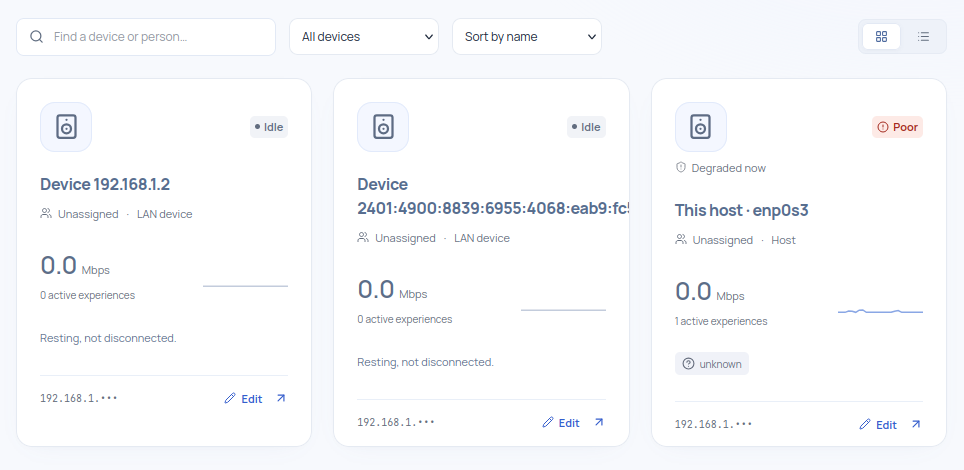 Find a device or person...
All devices
Sort by name
Idle
Device 192.168.1.2
Unassigned · LAN device
0.0 Mbps
0 active experiences
Resting, not disconnected.
192.168.1.•••
Edit
Idle
Device
2401:4900:8839:6955:4068:eab9:fc
Unassigned · LAN device
0.0 Mbps
0 active experiences
Resting, not disconnected.
192.168.1.•••
Edit
Poor
Degraded now
This host · enp0s3
Unassigned · Host
0.0 Mbps
1 active experiences
unknown
192.168.1.•••
Edit